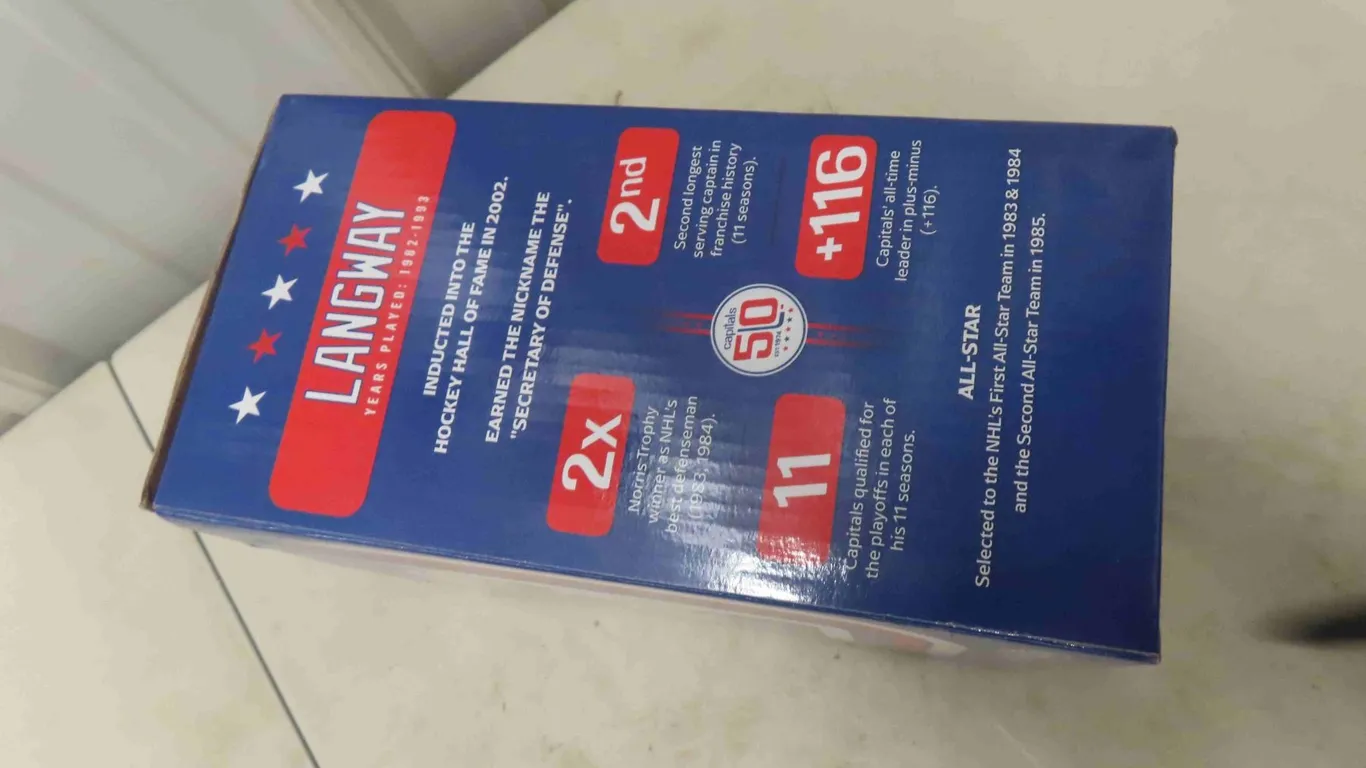 LANGWAY
YEARS PLAYED: 1982-1993
INDUCTED INTO THE
HOCKEY HALL OF FAME IN 2002.
EARNED THE NICKNAME THE
"SECRETARY OF DEFENSE".
2x
Norris Trophy
winner as NHL's
best defenseman
(1983, 1984).
2nd
Second longest
serving captain in
franchise history
(11 seasons).
capitals
50
EST. 1974
11
Capitals qualified for
the playoffs in each of
his 11 seasons.
+116
Capitals' all-time
leader in plus-minus
(+116).
ALL-STAR
Selected to the NHL's First All-Star Team in 1983 & 1984
and the Second All-Star Team in 1985.